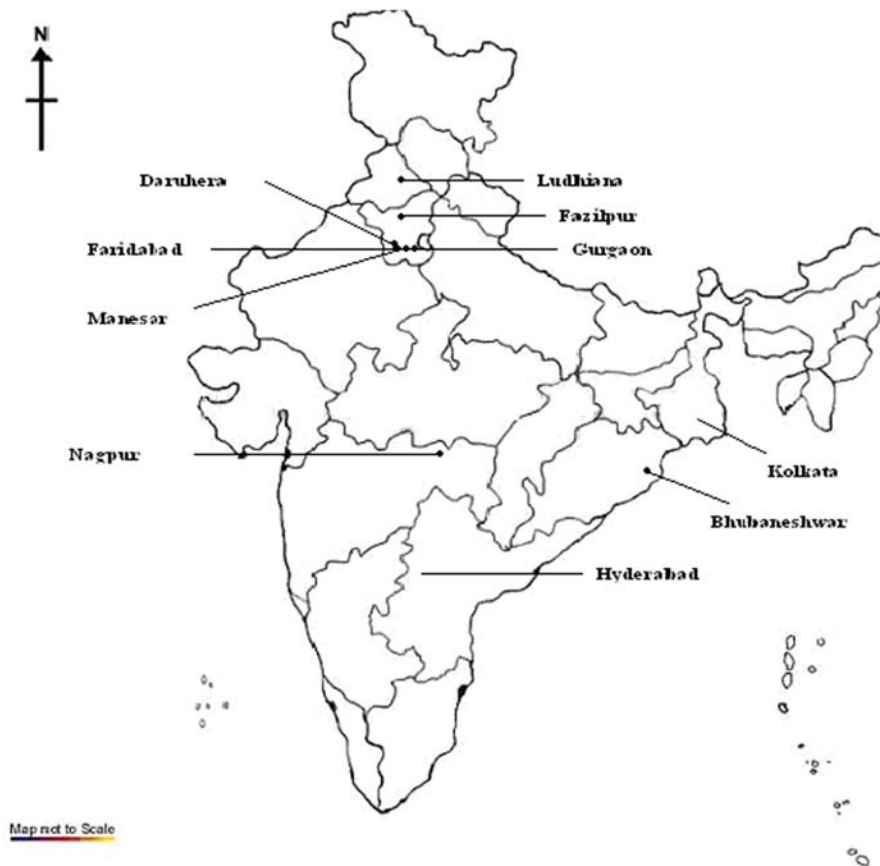 N
Daruhera
Ludhiana
Fazilpur
Faridabad
Gurgaon
Manesar
Nagpur
Kolkata
Bhubaneshwar
Hyderabad
Map not to Scale